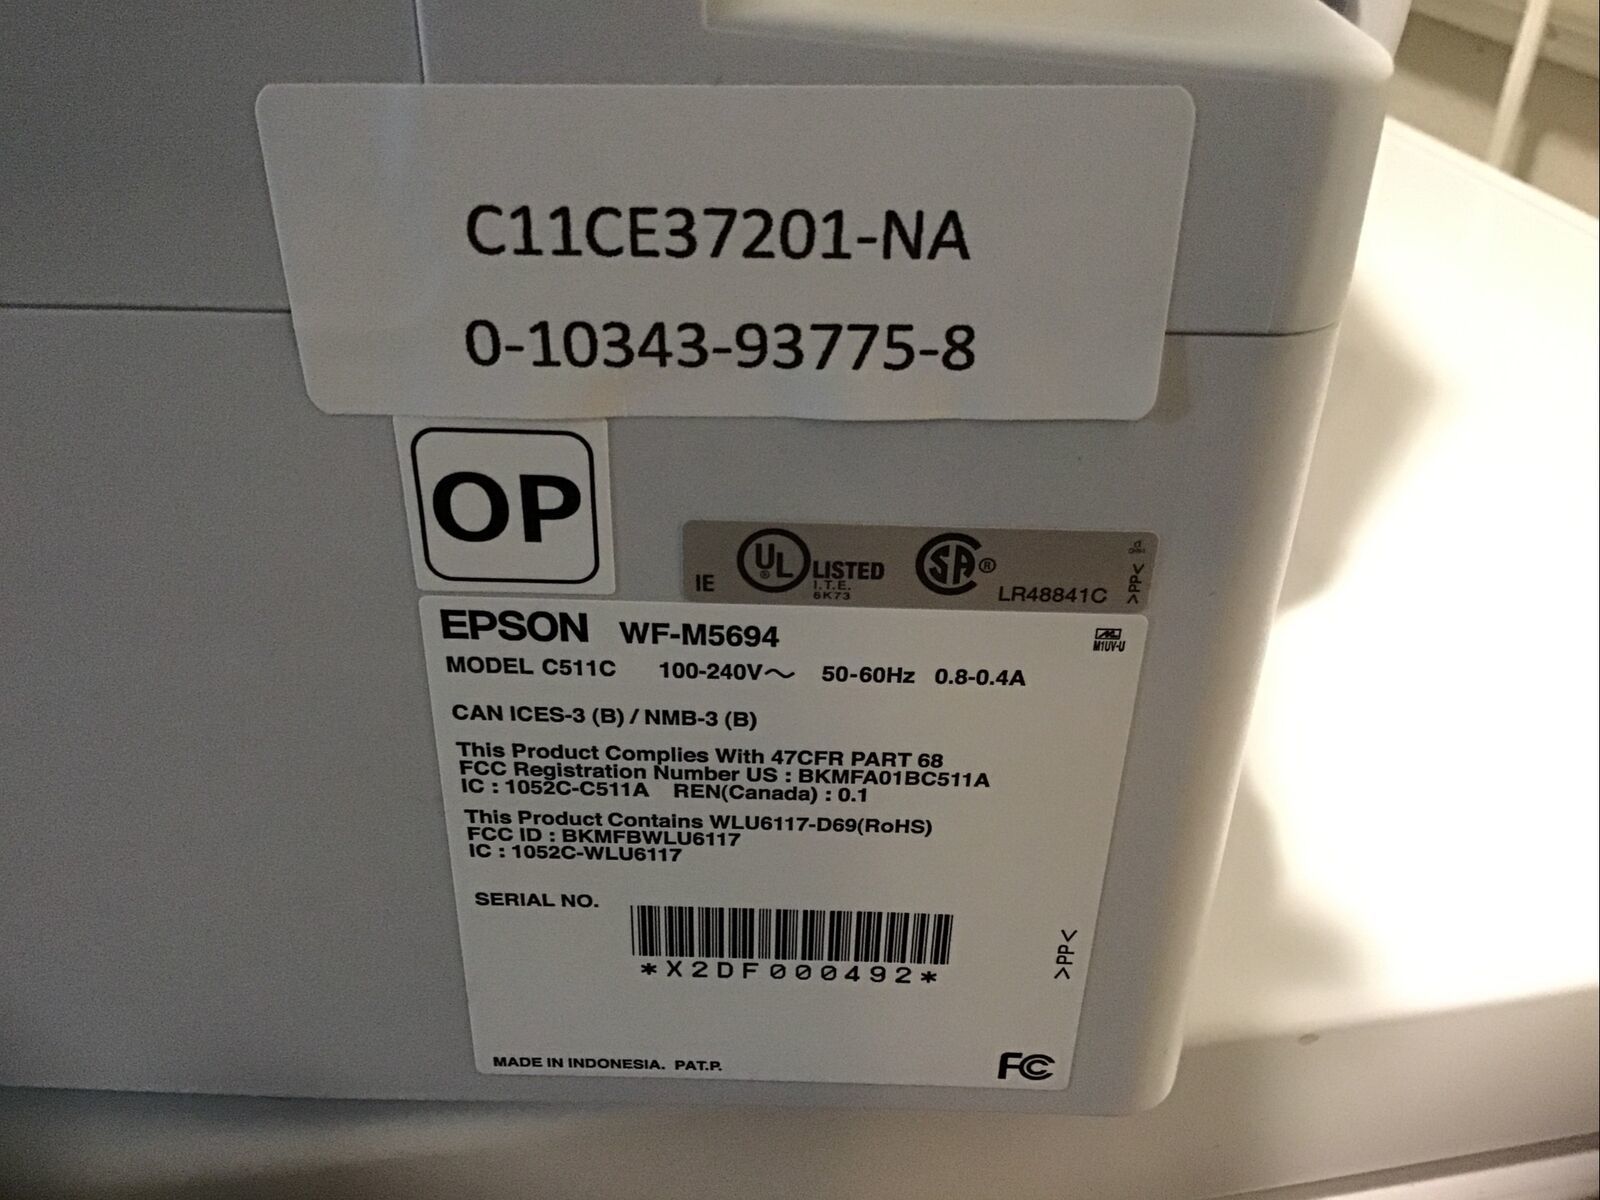 C11CE37201-NA
0-10343-93775-8
OP
IE
UL
®
LISTED
I.T.E.
6K73
SA ®
LR48841C
>PP<
EPSON WF-M5694
M1UV-U
MODEL C511C 100-240V～ 50-60Hz 0.8-0.4A
CAN ICES-3 (B) / NMB-3 (B)
This Product Complies With 47CFR PART 68
FCC Registration Number US : BKMFA01BC511A
IC : 1052C-C511A REN(Canada) : 0.1
This Product Contains WLU6117-D69(RoHS)
FCC ID : BKMFBWLU6117
IC : 1052C-WLU6117
SERIAL NO.
*X2DF000492*
>PP<
MADE IN INDONESIA. PAT.P.
FC